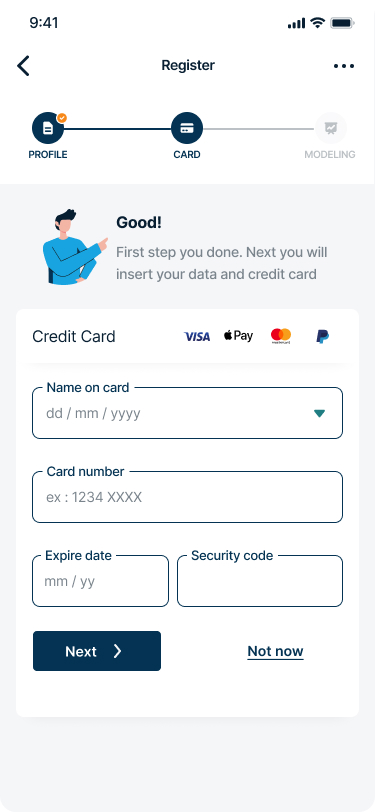 9:41
Register
PROFILE
CARD
MODELING
Good!
First step you done. Next you will
insert your data and credit card
Credit Card
VISA
Pay
Name on card
dd / mm / yyyy
Card number
ex : 1234 XXXX
Expire date
Security code
mm / yy
Next
Not now